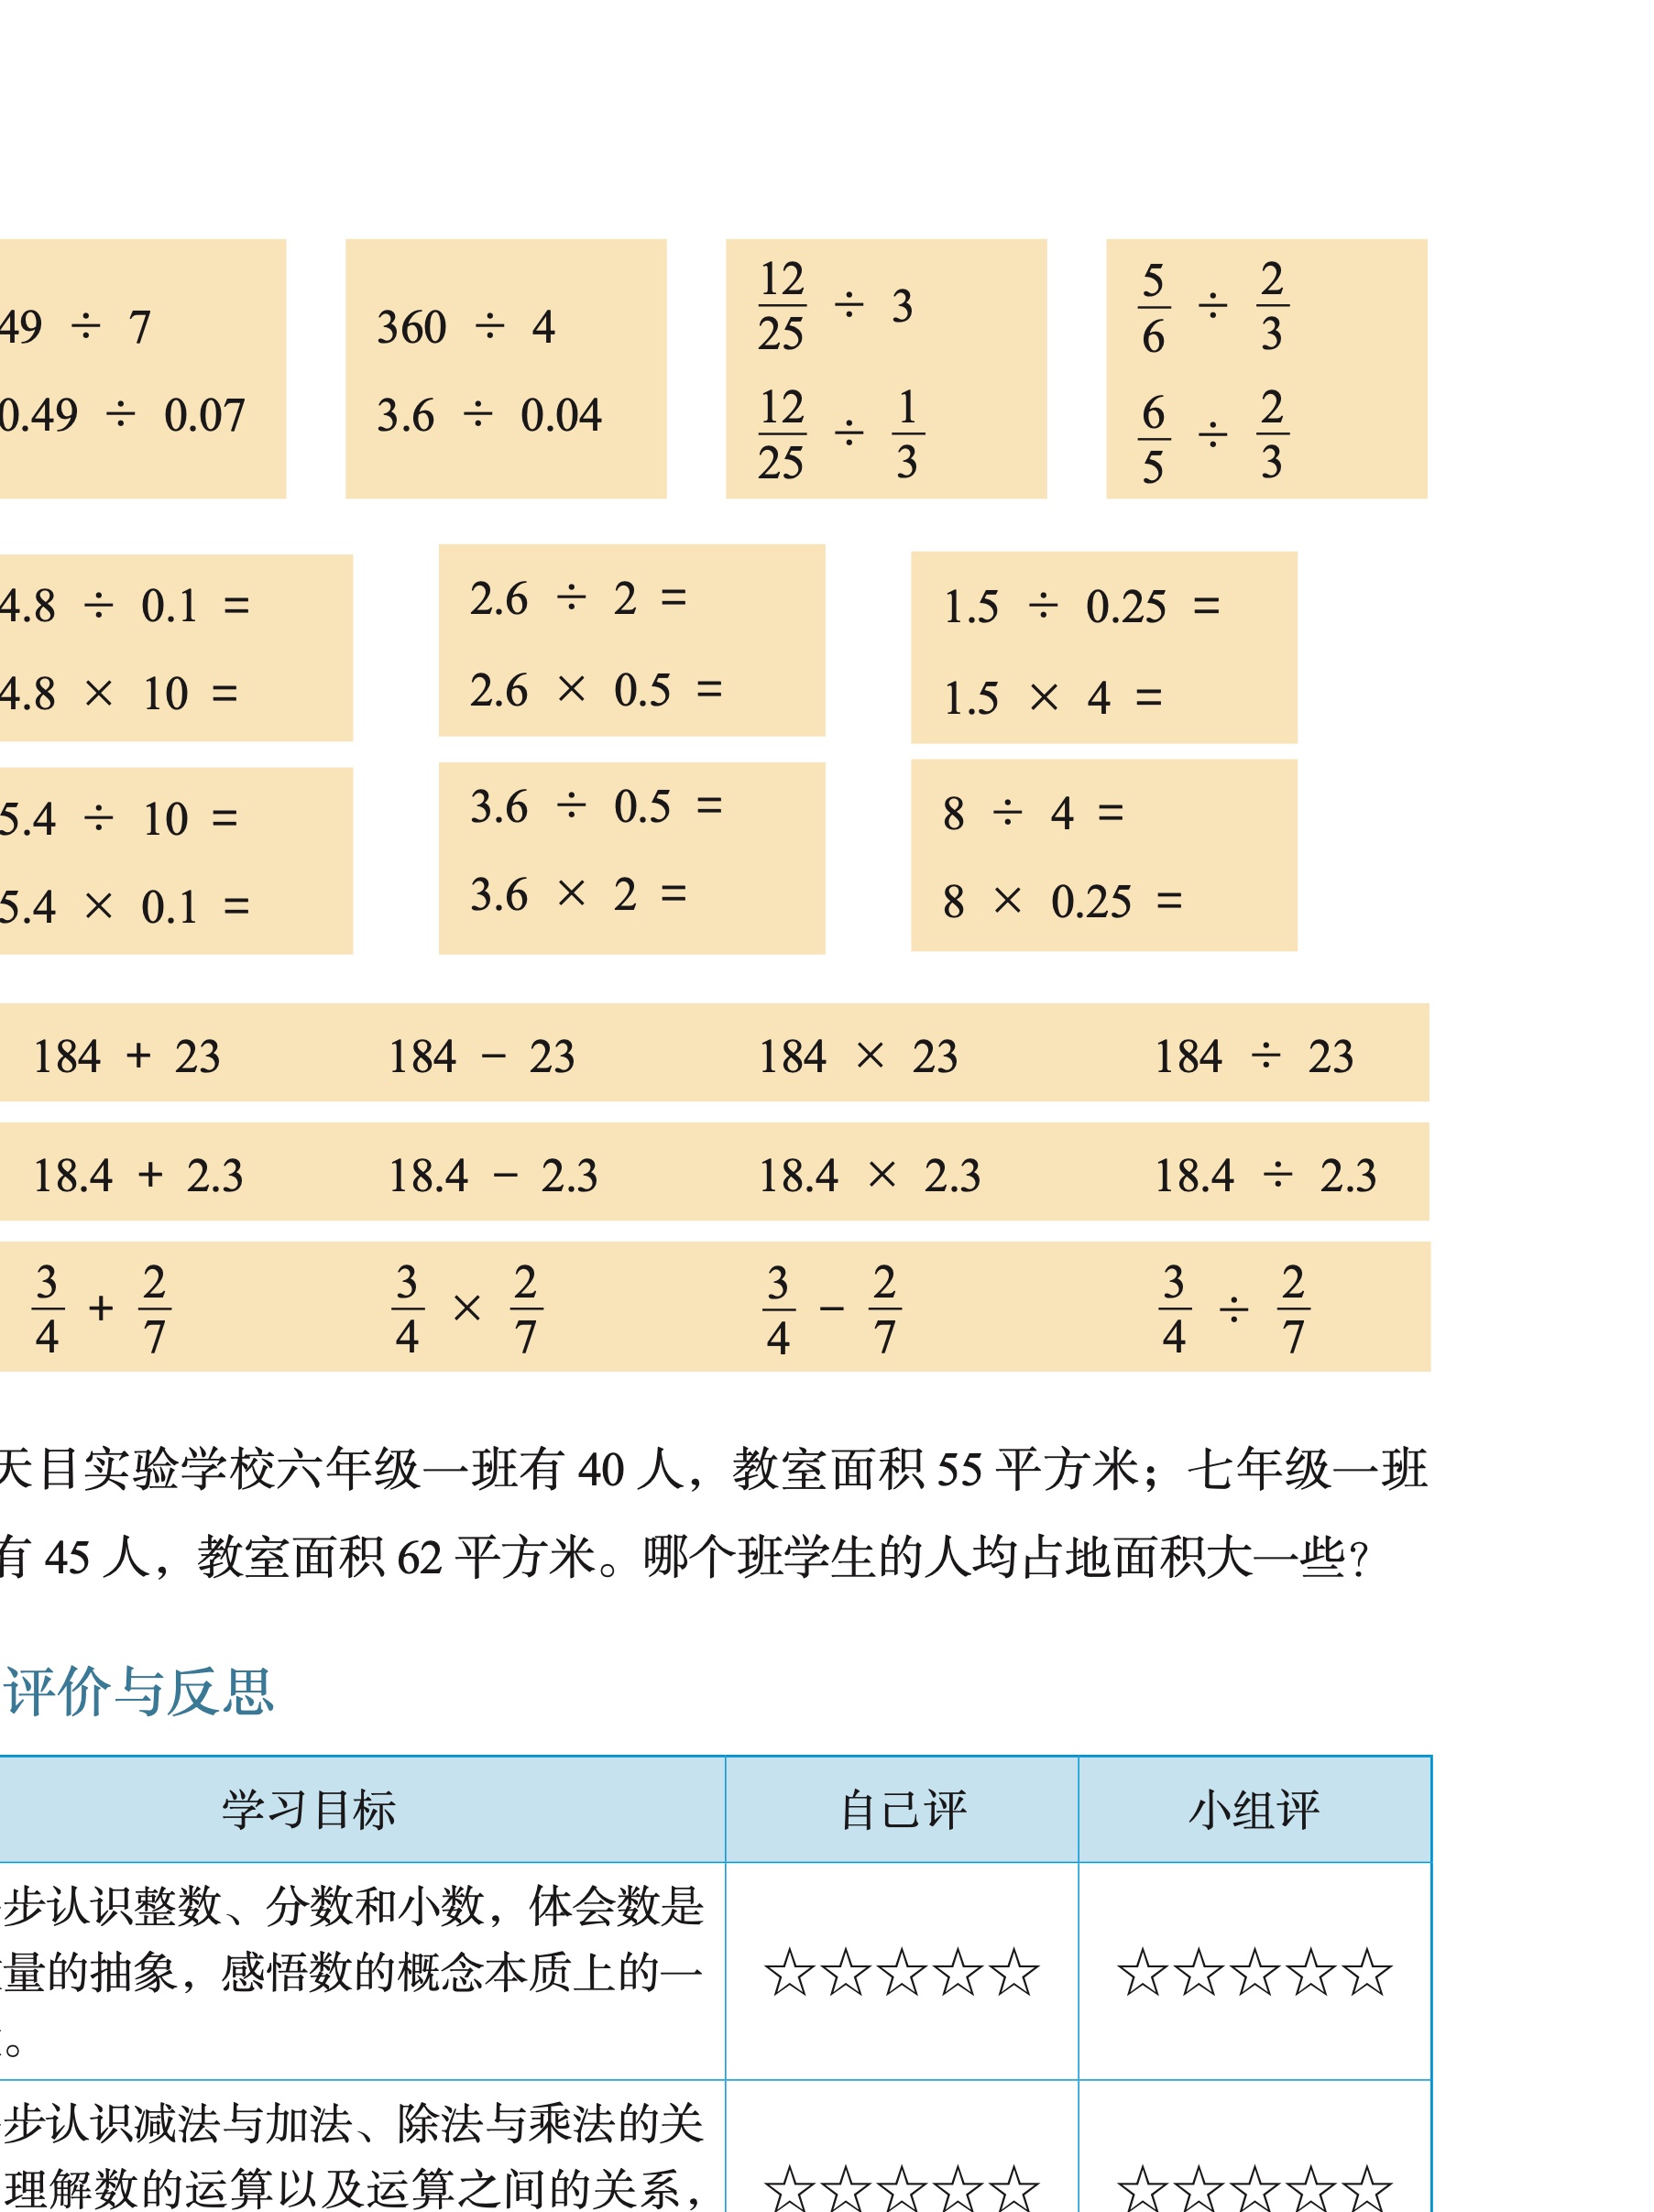 49 ÷ 7
0.49 ÷ 0.07
360 ÷ 4
3.6 ÷ 0.04
12/25 ÷ 3
12/25 ÷ 1/3
5/6 ÷ 2/3
6/5 ÷ 2/3
4.8 ÷ 0.1 =
4.8 × 10 =
2.6 ÷ 2 =
2.6 × 0.5 =
1.5 ÷ 0.25 =
1.5 × 4 =
5.4 ÷ 10 =
5.4 × 0.1 =
3.6 ÷ 0.5 =
3.6 × 2 =
8 ÷ 4 =
8 × 0.25 =
184 + 23 184 − 23 184 × 23 184 ÷ 23
18.4 + 2.3 18.4 − 2.3 18.4 × 2.3 18.4 ÷ 2.3
3/4 + 2/7 3/4 × 2/7 3/4 − 2/7 3/4 ÷ 2/7
天目实验学校六年级一班有 40 人，教室面积 55 平方米；七年级一班
有 45 人，教室面积 62 平方米。哪个班学生的人均占地面积大一些？
评价与反思
学习目标 自己评 小组评
步认识整数、分数和小数，体会数是
量的抽象，感悟数的概念本质上的一
。
☆☆☆☆☆ ☆☆☆☆☆
步认识减法与加法、除法与乘法的关
理解数的运算以及运算之间的关系，
☆☆☆☆☆ ☆☆☆☆☆